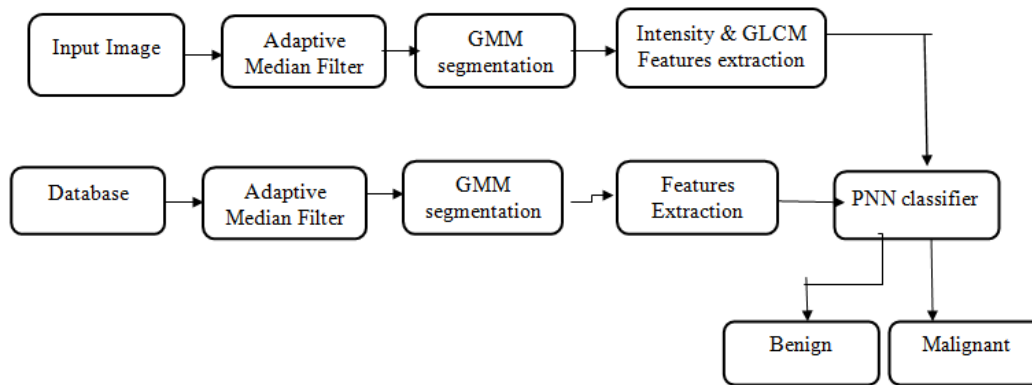 Input Image
Adaptive
Median Filter
GMM
segmentation
Intensity & GLCM
Features extraction
Database
Adaptive
Median Filter
GMM
segmentation
Features
Extraction
PNN classifier
Benign
Malignant